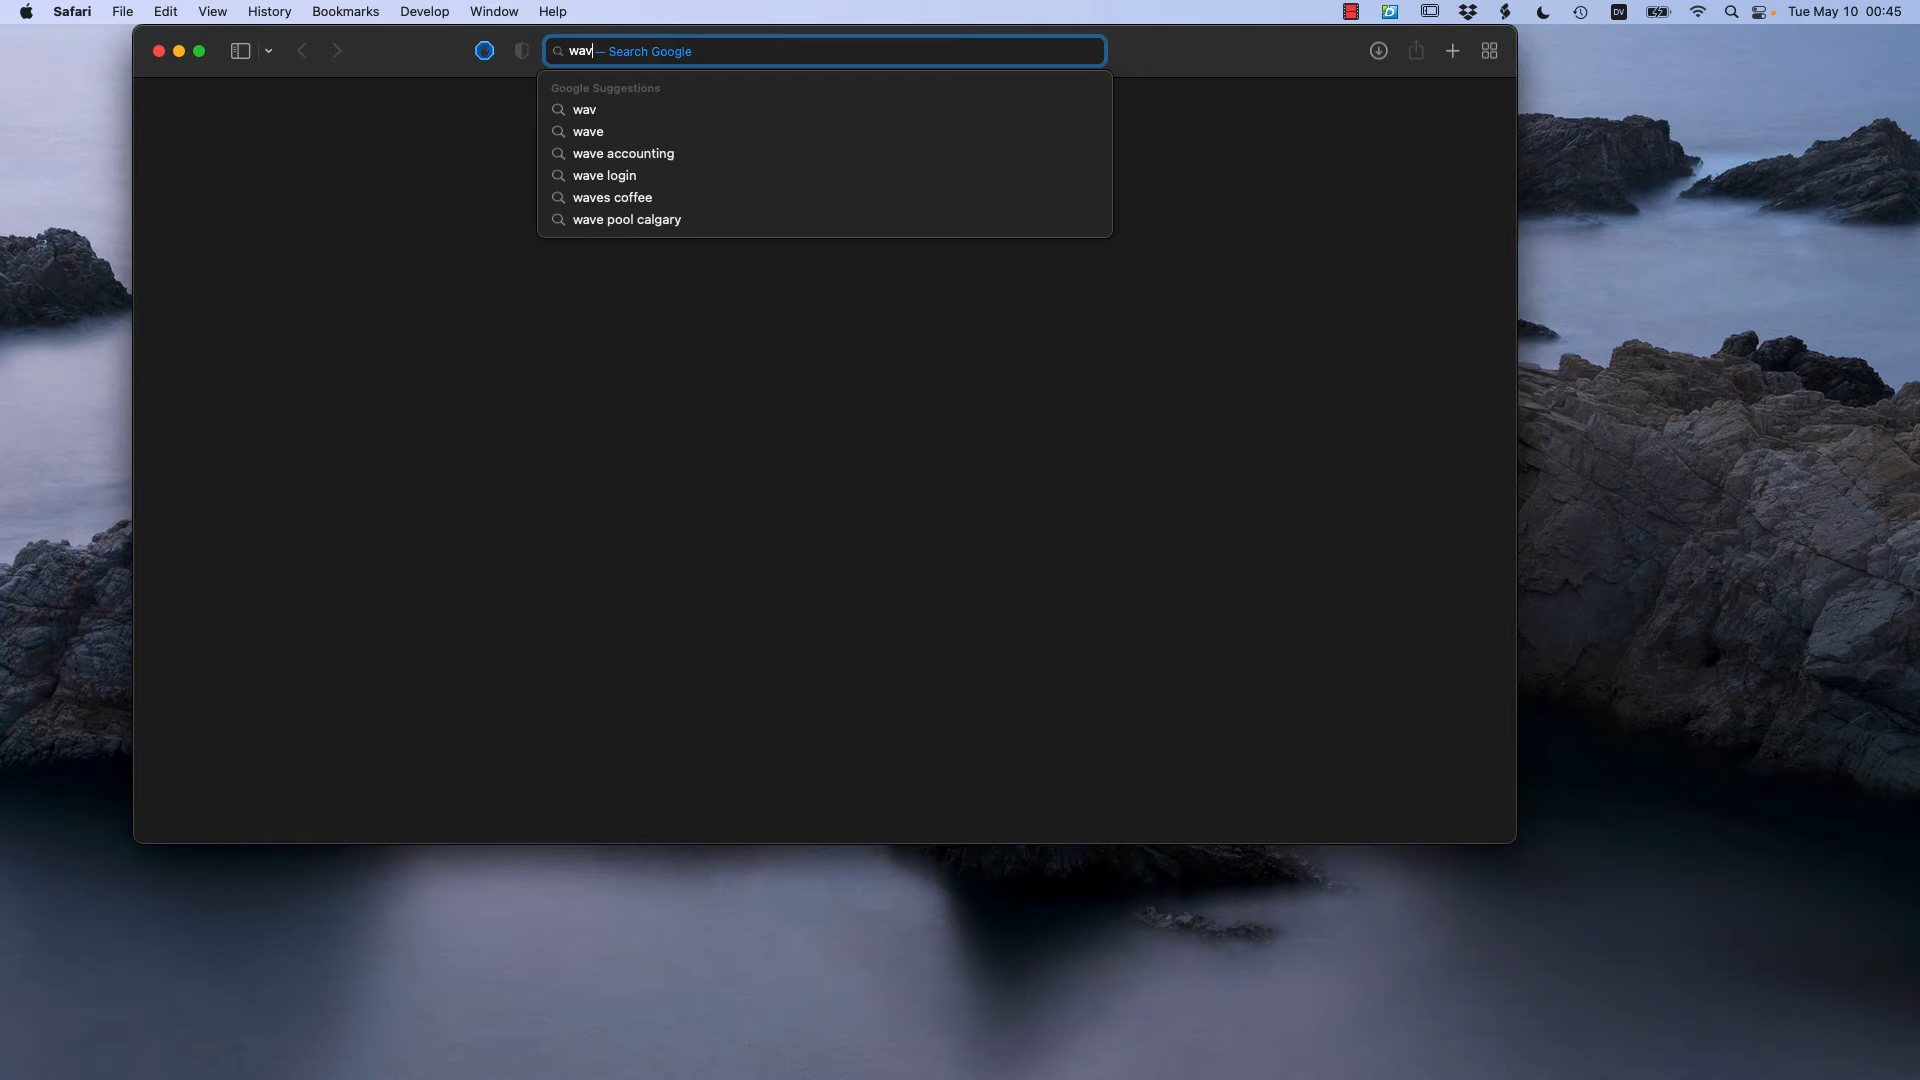 Safari File Edit View History Bookmarks Develop Window Help DV Tue May 10 00:45
wav — Search Google
Google Suggestions
wav
wave
wave accounting
wave login
waves coffee
wave pool calgary